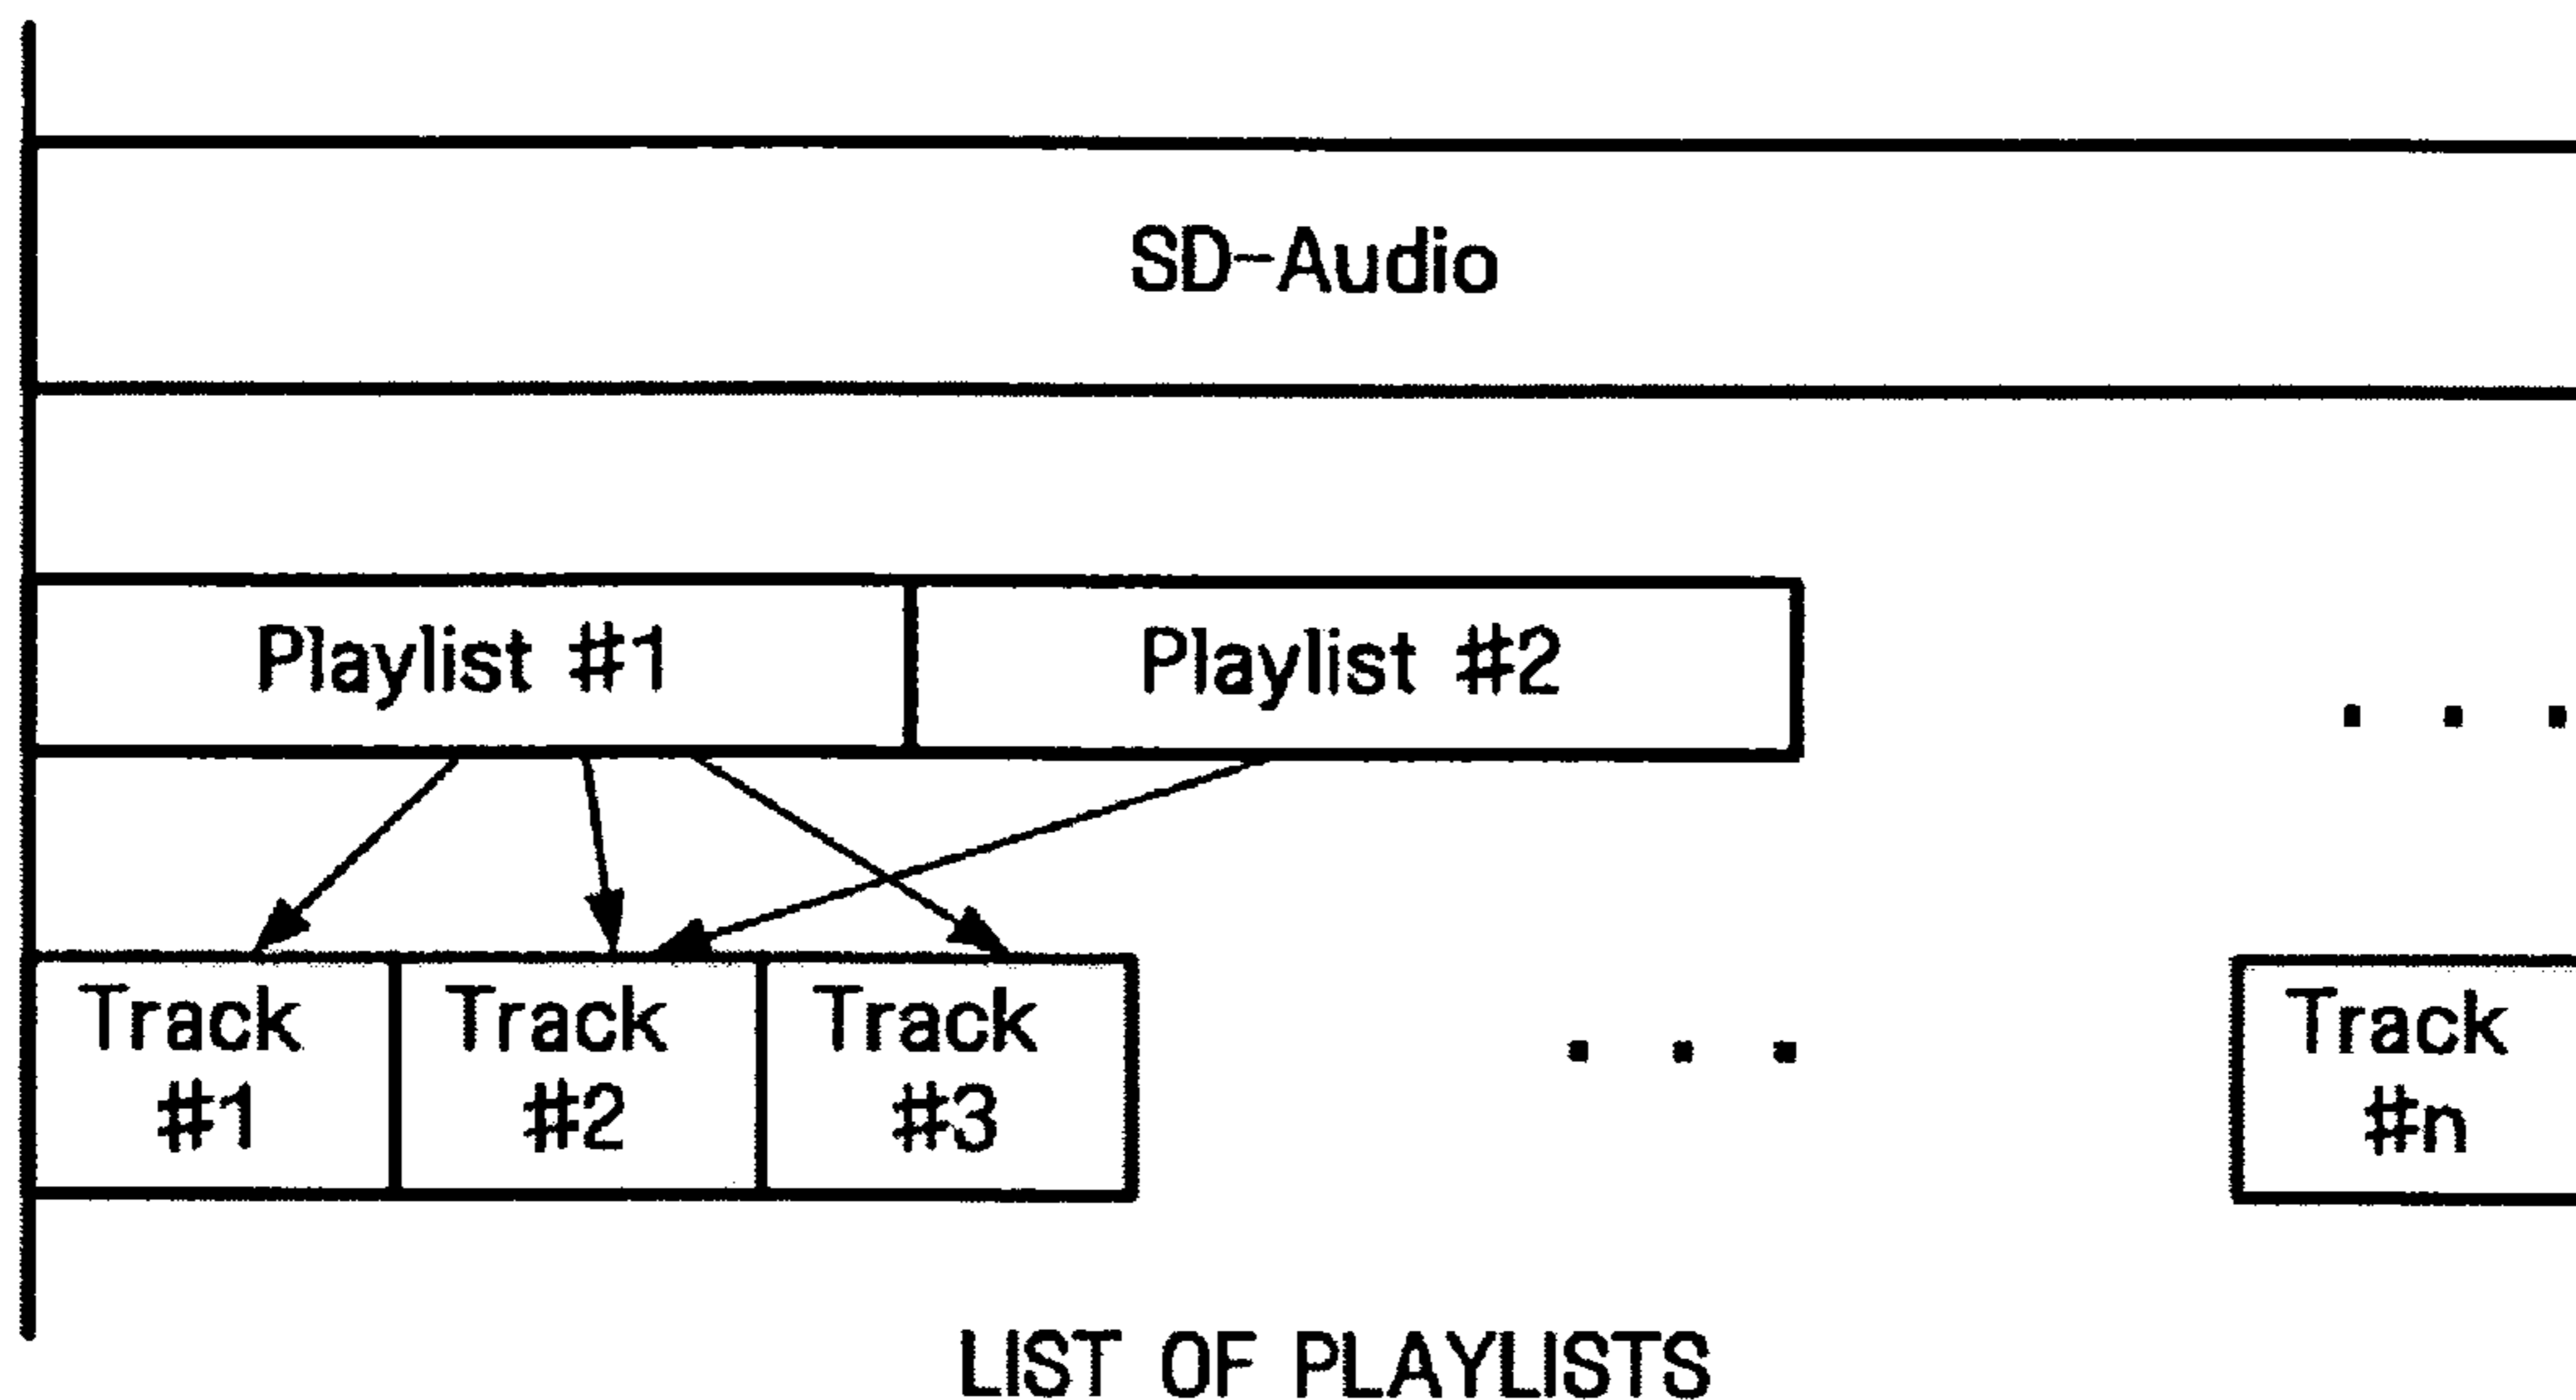 SD-Audio
Playlist #1
Playlist #2
. . .
Track
#1
Track
#2
Track
#3
. . .
Track
#n
LIST OF PLAYLISTS